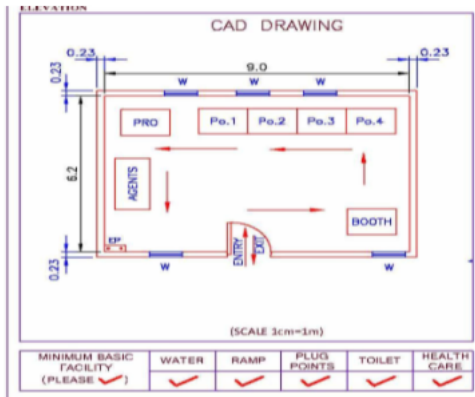 ELEVATION
CAD DRAWING
0.23
9.0
0.23
0.23
W
W
W
PRO
Po.1
Po.2
Po.3
Po.4
6.2
AGENTS
BOOTH
ENTRY
EXIT
0.23
W
W
(SCALE 1cm=1m)
MINIMUM BASIC FACILITY (PLEASE ✓)
WATER
RAMP
PLUG POINTS
TOILET
HEALTH CARE
✓
✓
✓
✓
✓